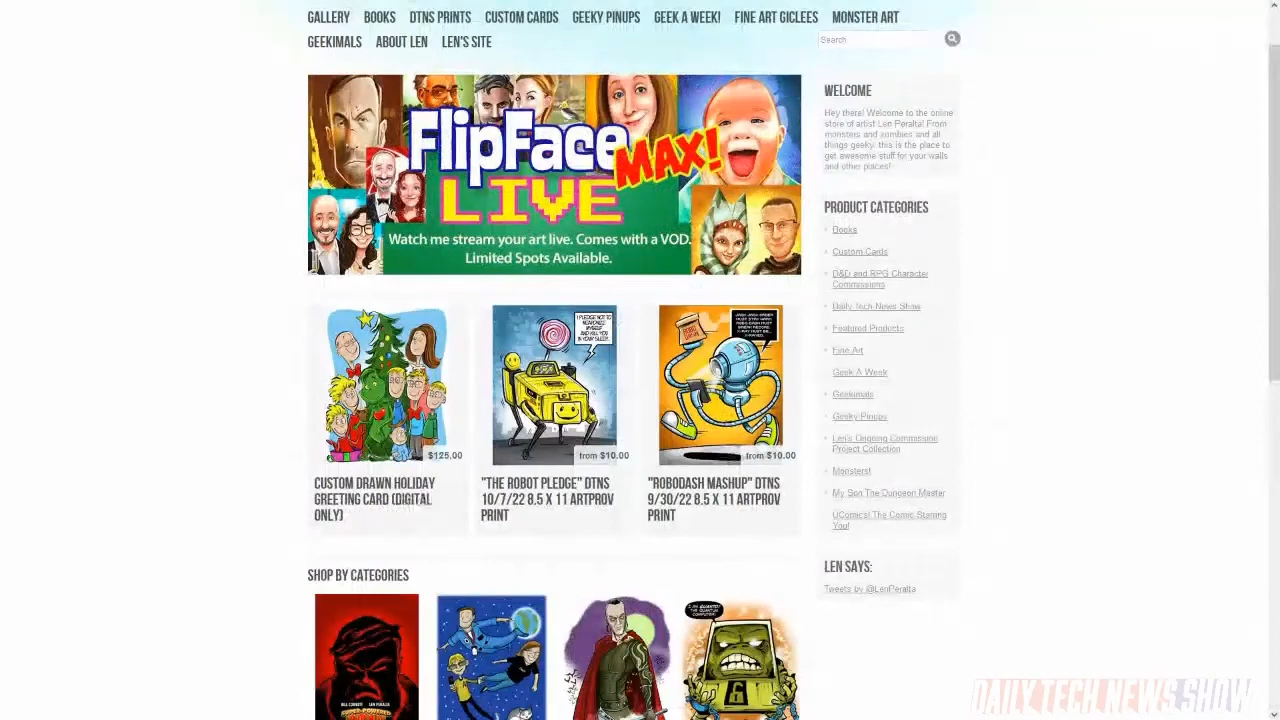 GALLERY BOOKS DTNS PRINTS CUSTOM CARDS GEEKY PINUPS GEEK A WEEK! FINE ART GICLEES MONSTER ART
GEEKIMALS ABOUT LEN LEN'S SITE
Search
FlipFace
MAX!
LIVE
Watch me stream your art live. Comes with a VOD.
Limited Spots Available.
$125.00
CUSTOM DRAWN HOLIDAY
GREETING CARD (DIGITAL
ONLY)
from $10.00
"THE ROBOT PLEDGE" DTNS
10/7/22 8.5 X 11 ARTPROV
PRINT
from $10.00
"ROBODASH MASHUP" DTNS
9/30/22 8.5 X 11 ARTPROV
PRINT
SHOP BY CATEGORIES
WELCOME
Hey there! Welcome to the online
store of artist Len Peralta! From
monsters and zombies and all
things geeky, this is the place to
get awesome stuff for your walls
and other places!
PRODUCT CATEGORIES
Books
Custom Cards
D&D and RPG Character
Commissions
Daily Tech News Show
Featured Products
Fine Art
Geek A Week
Geekimals
Geeky Pinups
Len's Ongoing Commission
Project Collection
Monsters!
My Son The Dungeon Master
UComics! The Comic Starring
You!
LEN SAYS:
Tweets by @LenPeralta
DAILY TECH NEWS SHOW